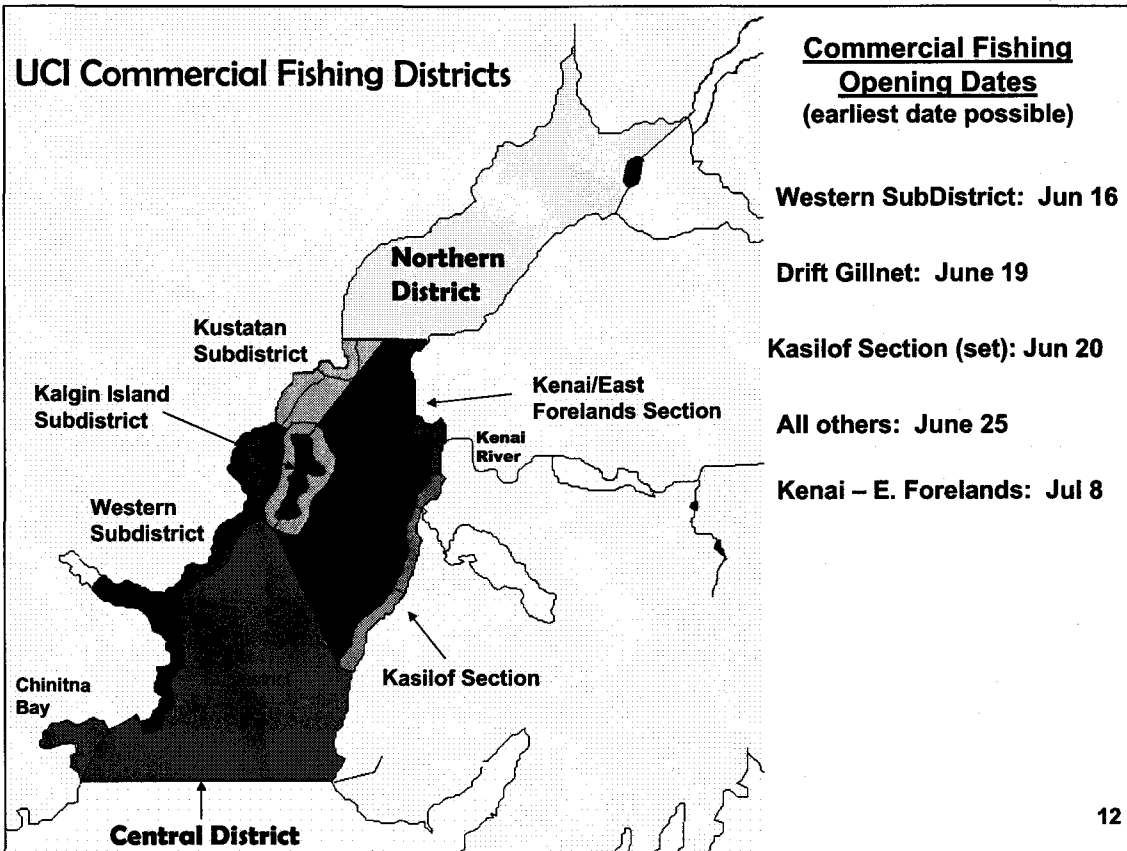 UCI Commercial Fishing Districts
Commercial Fishing
Opening Dates
(earliest date possible)
Western SubDistrict: Jun 16
Drift Gillnet: June 19
Kasilof Section (set): Jun 20
All others: June 25
Kenai – E. Forelands: Jul 8
Northern
District
Kustatan
Subdistrict
Kalgin Island
Subdistrict
Kenai/East
Forelands Section
Kenai
River
Western
Subdistrict
Kasilof Section
Chinitna
Bay
Central District
12